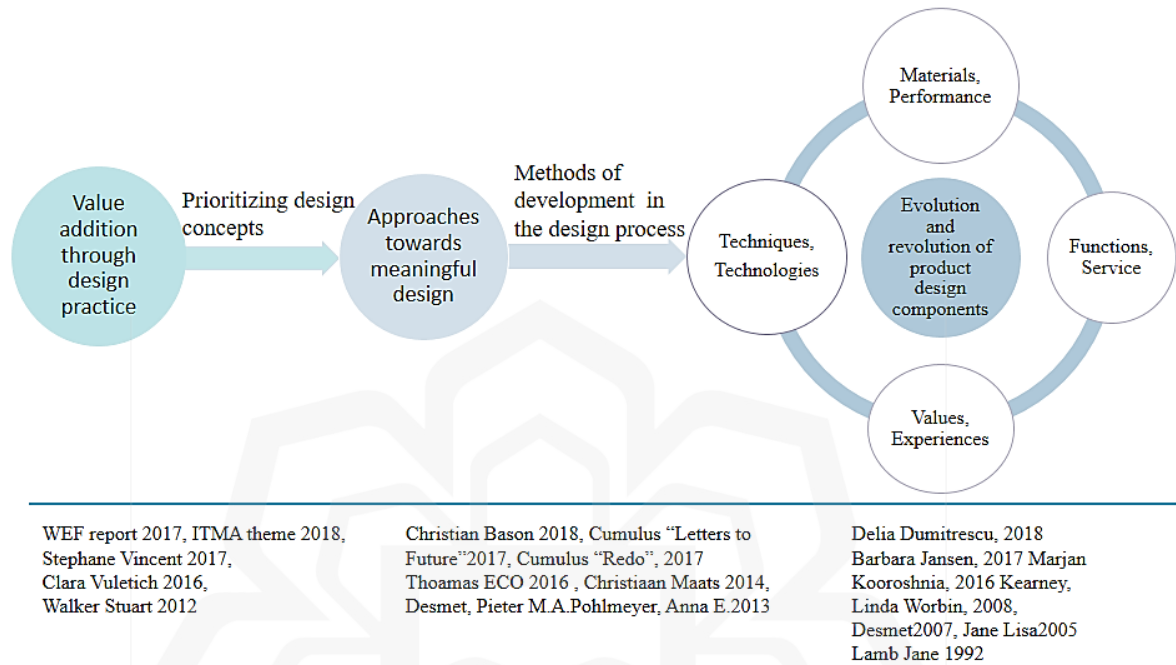 Value
addition
through
design
practice
Prioritizing design
concepts
Approaches
towards
meaningful
design
Methods of
development in
the design process
Techniques,
Technologies
Materials,
Performance
Evolution
and
revolution of
product
design
components
Functions,
Service
Values,
Experiences
WEF report 2017, ITMA theme 2018,
Stephane Vincent 2017,
Clara Vuletich 2016,
Walker Stuart 2012
Christian Bason 2018, Cumulus “Letters to
Future”2017, Cumulus “Redo”, 2017
Thoamas ECO 2016 , Christiaan Maats 2014,
Desmet, Pieter M.A.Pohlmeyer, Anna E.2013
Delia Dumitrescu, 2018
Barbara Jansen, 2017 Marjan
Kooroshnia, 2016 Kearney,
Linda Worbin, 2008,
Desmet2007, Jane Lisa2005
Lamb Jane 1992